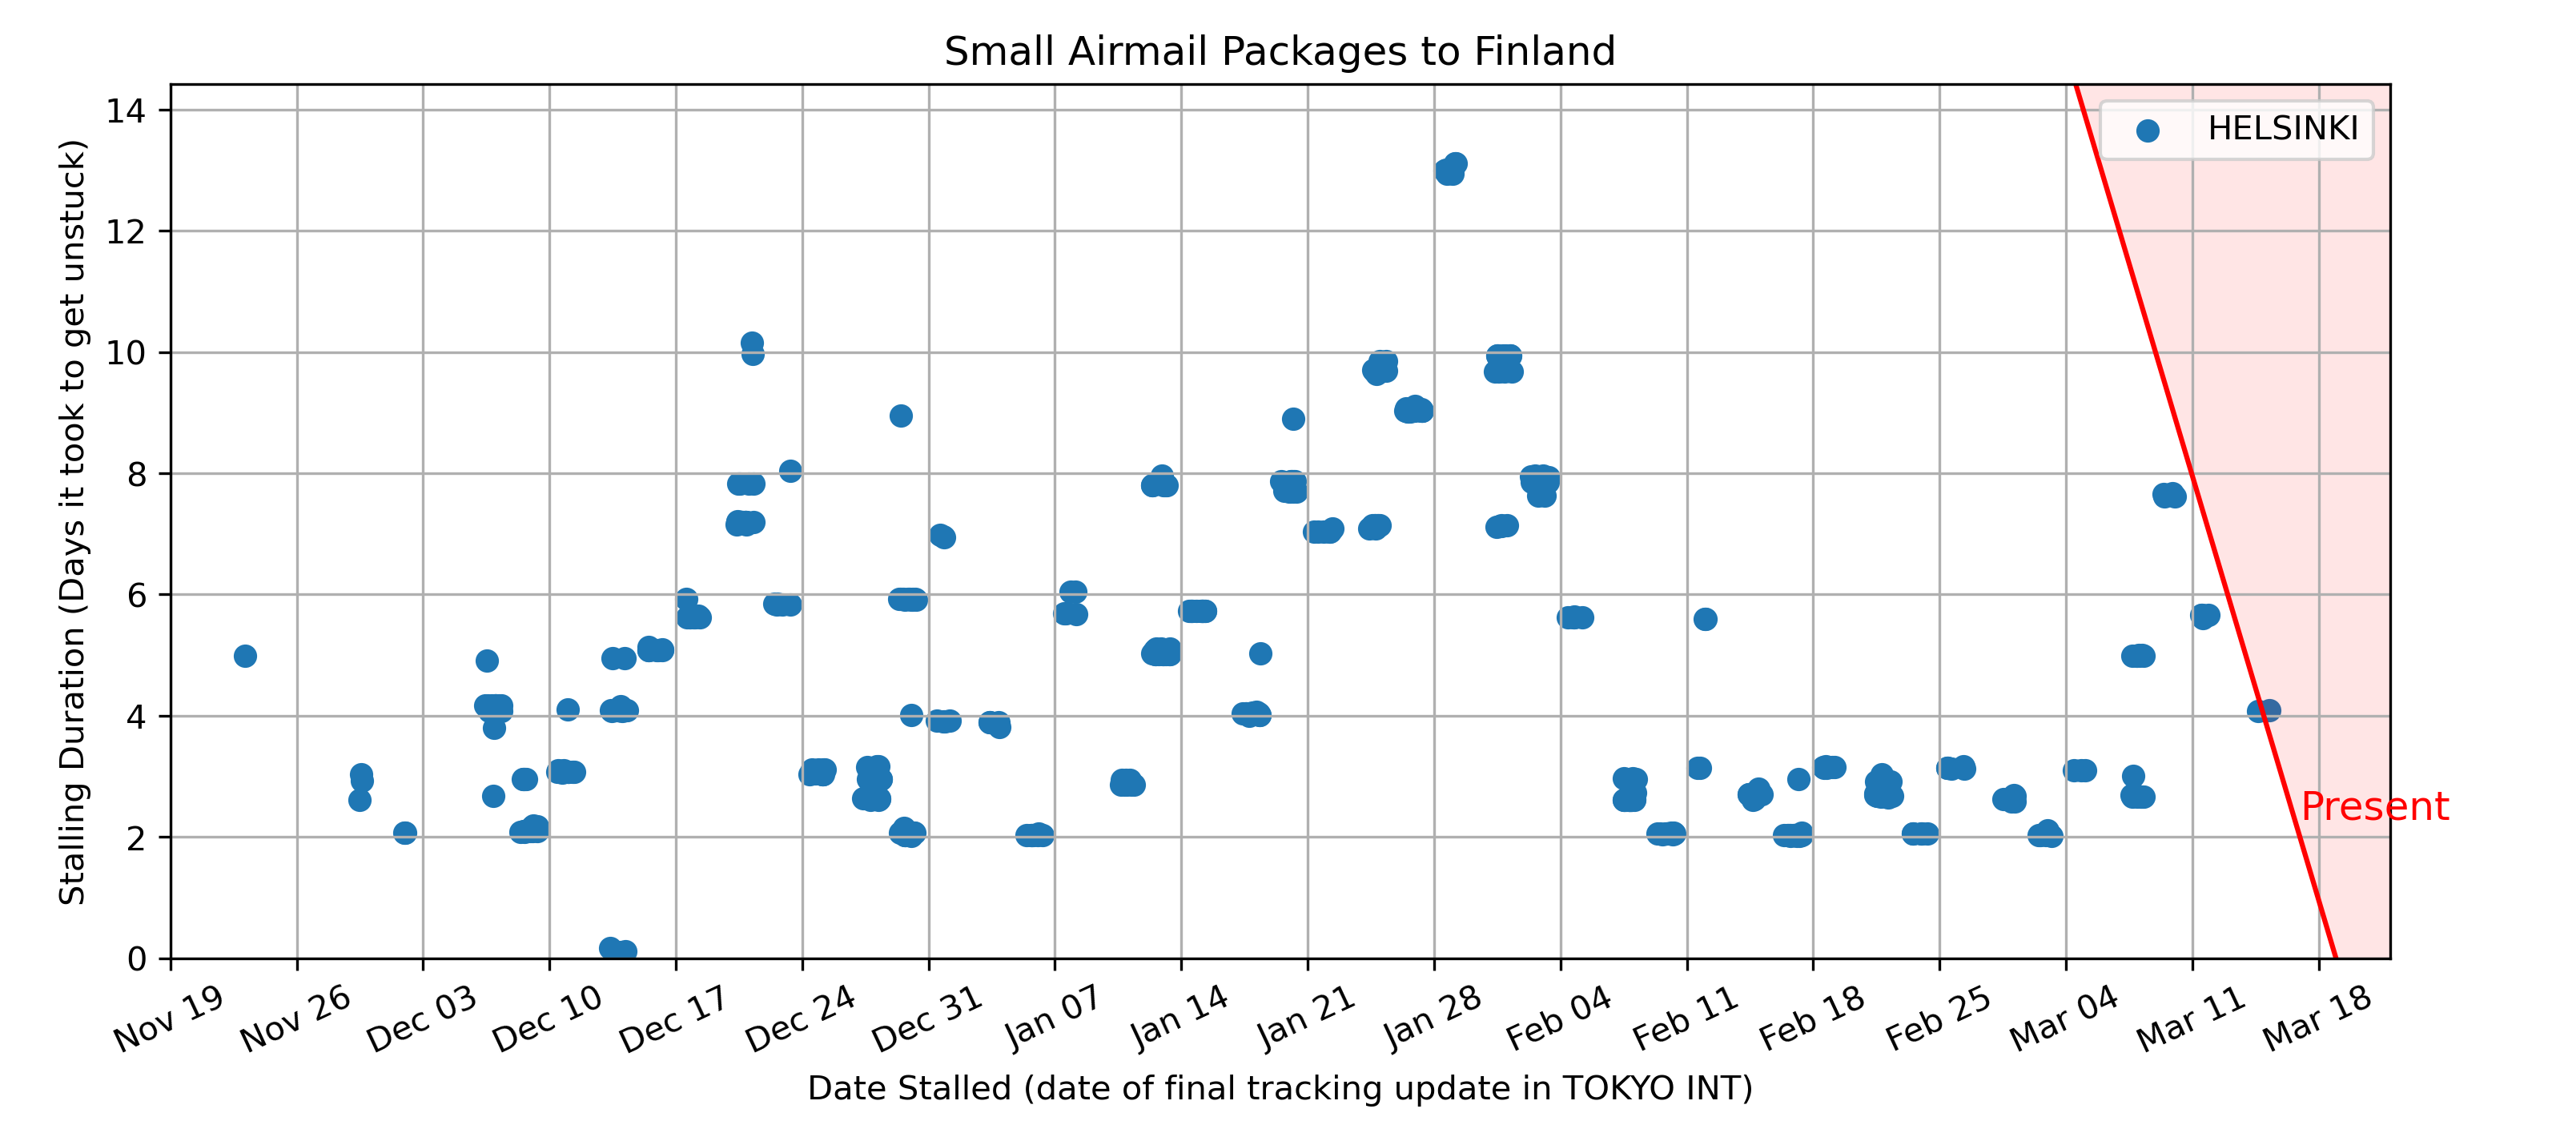 Small Airmail Packages to Finland
Stalling Duration (Days it took to get unstuck)
14
12
10
8
6
4
2
0
HELSINKI
Present
Nov 19
Nov 26
Dec 03
Dec 10
Dec 17
Dec 24
Dec 31
Jan 07
Jan 14
Jan 21
Jan 28
Feb 04
Feb 11
Feb 18
Feb 25
Mar 04
Mar 11
Mar 18
Date Stalled (date of final tracking update in TOKYO INT)